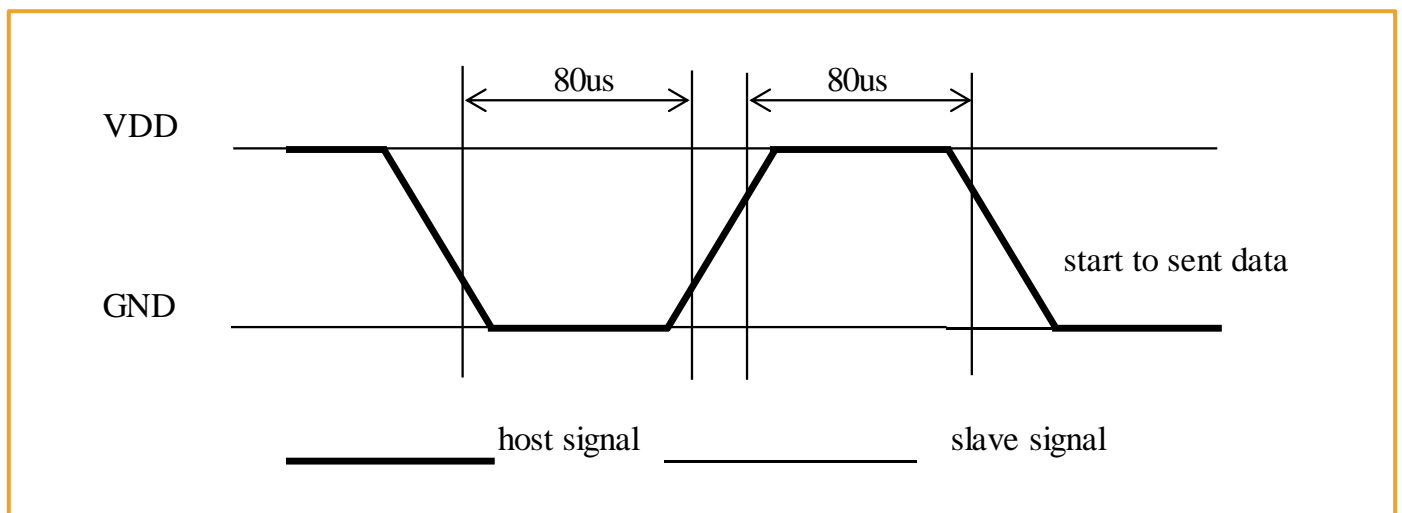 80us 80us
VDD
start to sent data
GND
host signal slave signal